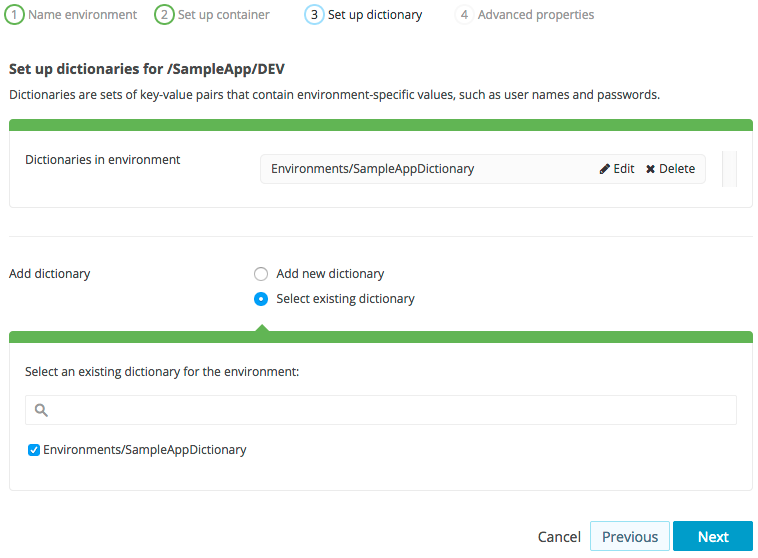 1 Name environment 2 Set up container 3 Set up dictionary 4 Advanced properties
Set up dictionaries for /SampleApp/DEV
Dictionaries are sets of key-value pairs that contain environment-specific values, such as user names and passwords.
Dictionaries in environment
Environments/SampleAppDictionary Edit Delete
Add dictionary
Add new dictionary
Select existing dictionary
Select an existing dictionary for the environment:
Environments/SampleAppDictionary
Cancel Previous Next